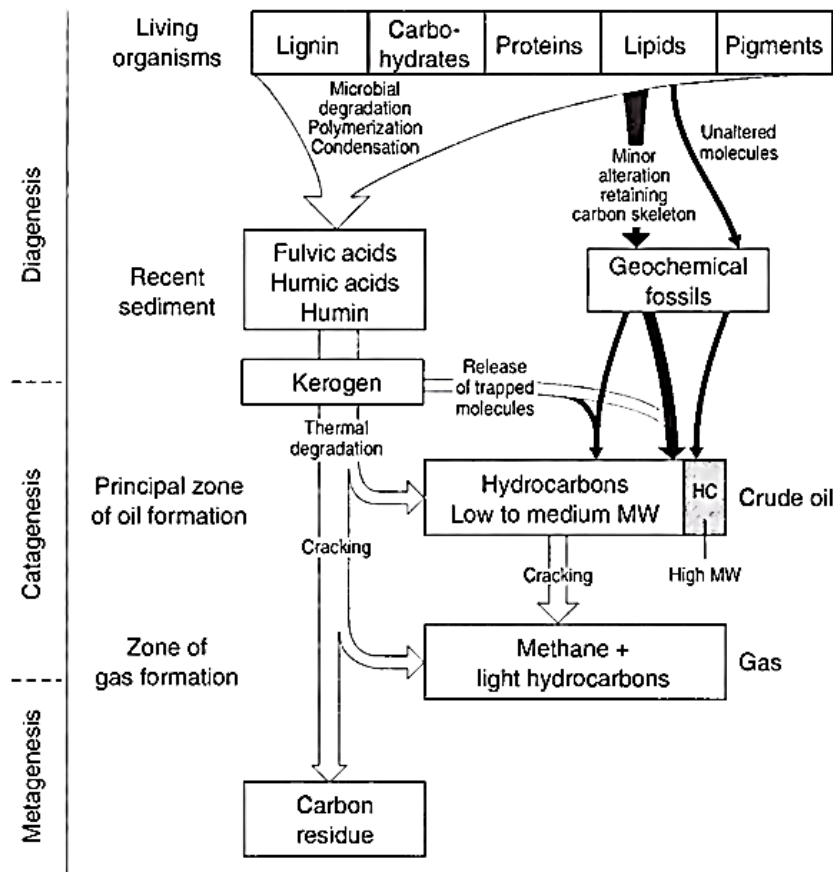 Living
organisms
Lignin
Carbo-
hydrates
Proteins
Lipids
Pigments
Microbial
degradation
Polymerization
Condensation
Minor
alteration
retaining
carbon skeleton
Unaltered
molecules
Diagenesis
Recent
sediment
Fulvic acids
Humic acids
Humin
Geochemical
fossils
Kerogen
Release
of trapped
molecules
Thermal
degradation
Catagenesis
Principal zone
of oil formation
Hydrocarbons
Low to medium MW
HC
Crude oil
Cracking
Cracking
High MW
Zone of
gas formation
Methane +
light hydrocarbons
Gas
Metagenesis
Carbon
residue